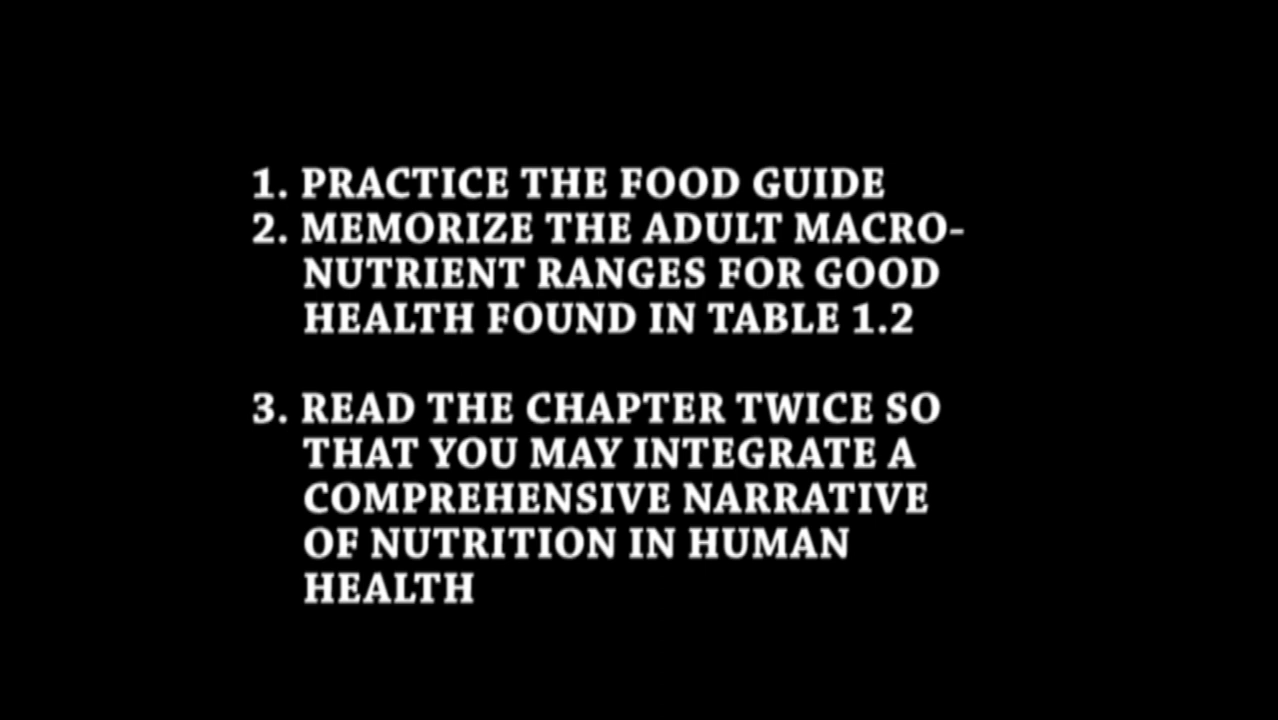 1. PRACTICE THE FOOD GUIDE
2. MEMORIZE THE ADULT MACRO-
NUTRIENT RANGES FOR GOOD
HEALTH FOUND IN TABLE 1.2
3. READ THE CHAPTER TWICE SO
THAT YOU MAY INTEGRATE A
COMPREHENSIVE NARRATIVE
OF NUTRITION IN HUMAN
HEALTH